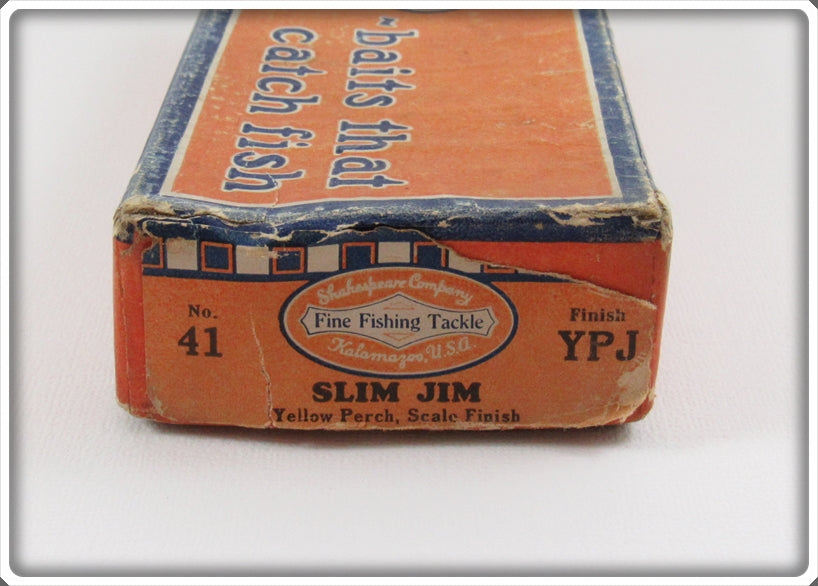 ~baits that
catch fish
No.
41
Shakespeare Company
Fine Fishing Tackle
Kalamazoo, U.S.A.
Finish
YPJ
SLIM JIM
Yellow Perch, Scale Finish